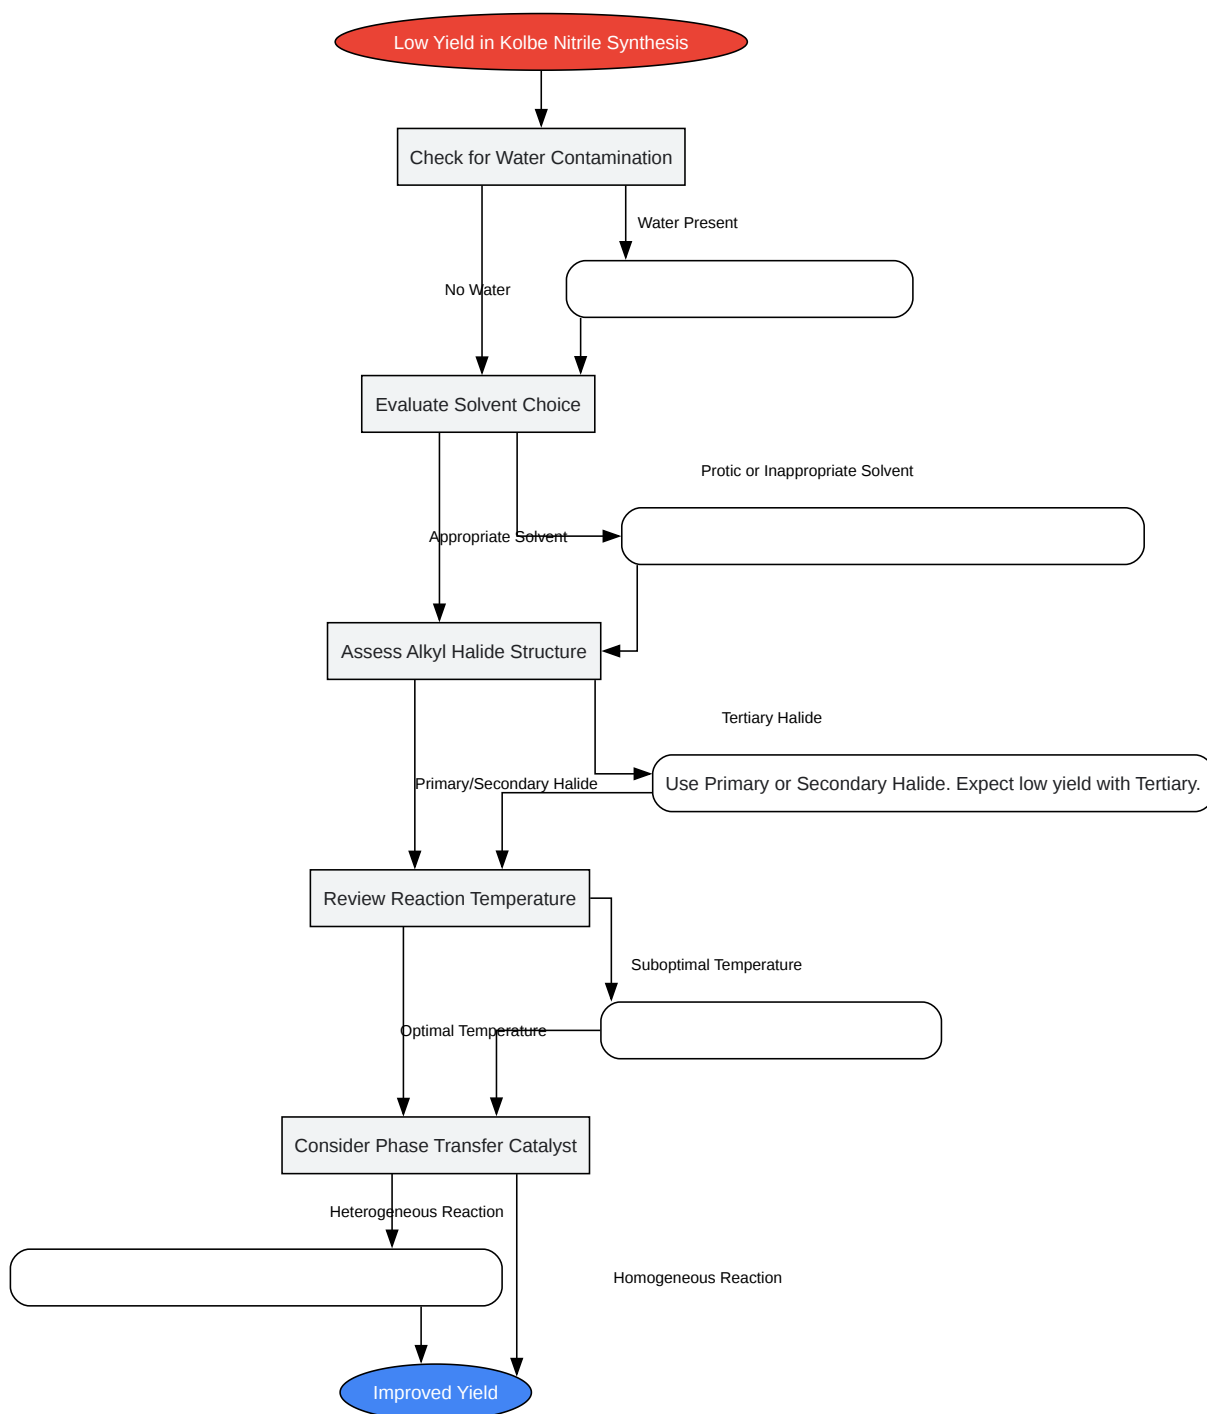 Low Yield in Kolbe Nitrile Synthesis
Check for Water Contamination
Water Present
No Water
Evaluate Solvent Choice
Protic or Inappropriate Solvent
Appropriate Solvent
Assess Alkyl Halide Structure
Tertiary Halide
Primary/Secondary Halide
Use Primary or Secondary Halide. Expect low yield with Tertiary.
Review Reaction Temperature
Suboptimal Temperature
Optimal Temperature
Consider Phase Transfer Catalyst
Heterogeneous Reaction
Homogeneous Reaction
Improved Yield